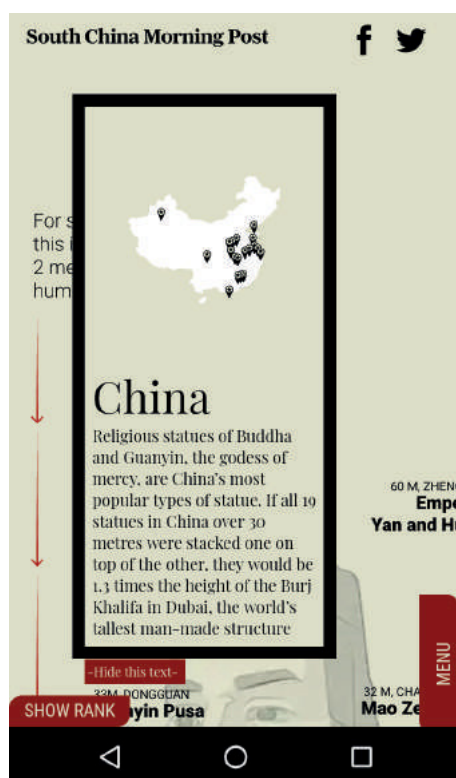 South China Morning Post
For s
this i
2 me
hum
China
Religious statues of Buddha
and Guanyin, the godess of
mercy, are China's most
popular types of statue. If all 19
statues in China over 30
metres were stacked one on
top of the other, they would be
1.3 times the height of the Burj
Khalifa in Dubai, the world's
tallest man-made structure
-Hide this text-
60 M, ZHENG
Empe
Yan and Hu
MENU
33M, DONGGUAN
yin Pusa
32 M, CHA
Mao Ze
SHOW RANK